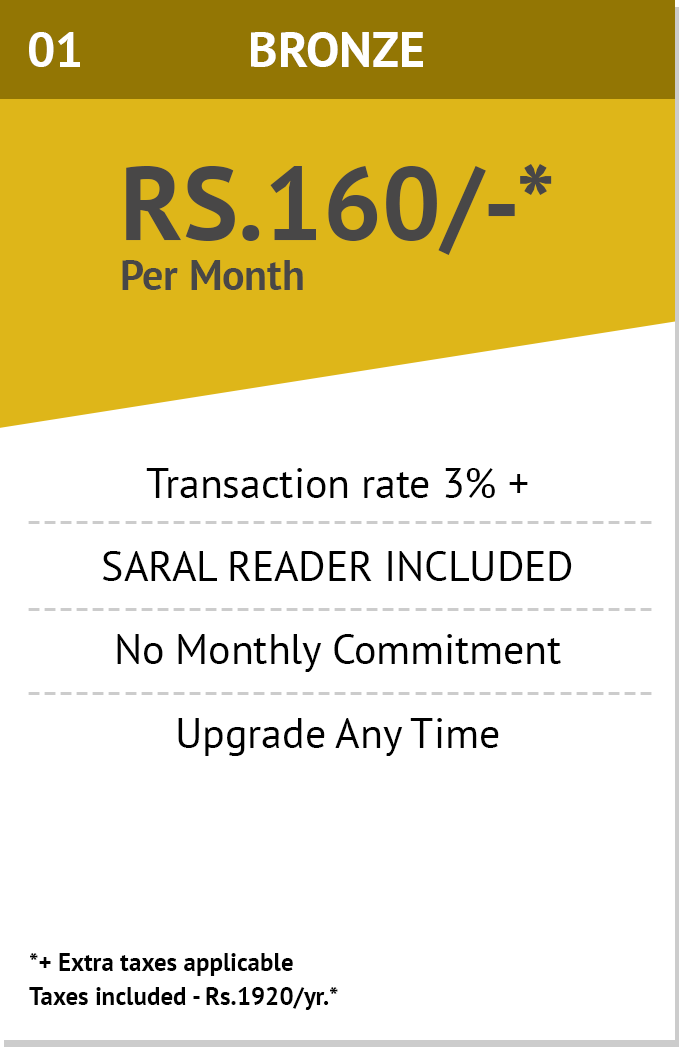 01 BRONZE
RS.160/-*
Per Month
Transaction rate 3% +
SARAL READER INCLUDED
No Monthly Commitment
Upgrade Any Time
*+ Extra taxes applicable
Taxes included - Rs.1920/yr.*